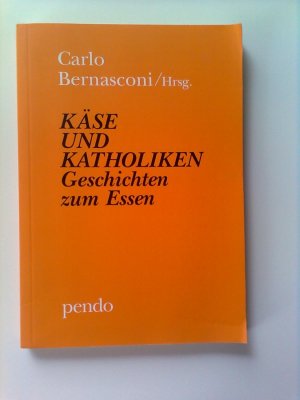 Carlo
Bernasconi/Hrsg.
KÄSE
UND
KATHOLIKEN
Geschichten
zum Essen
pendo